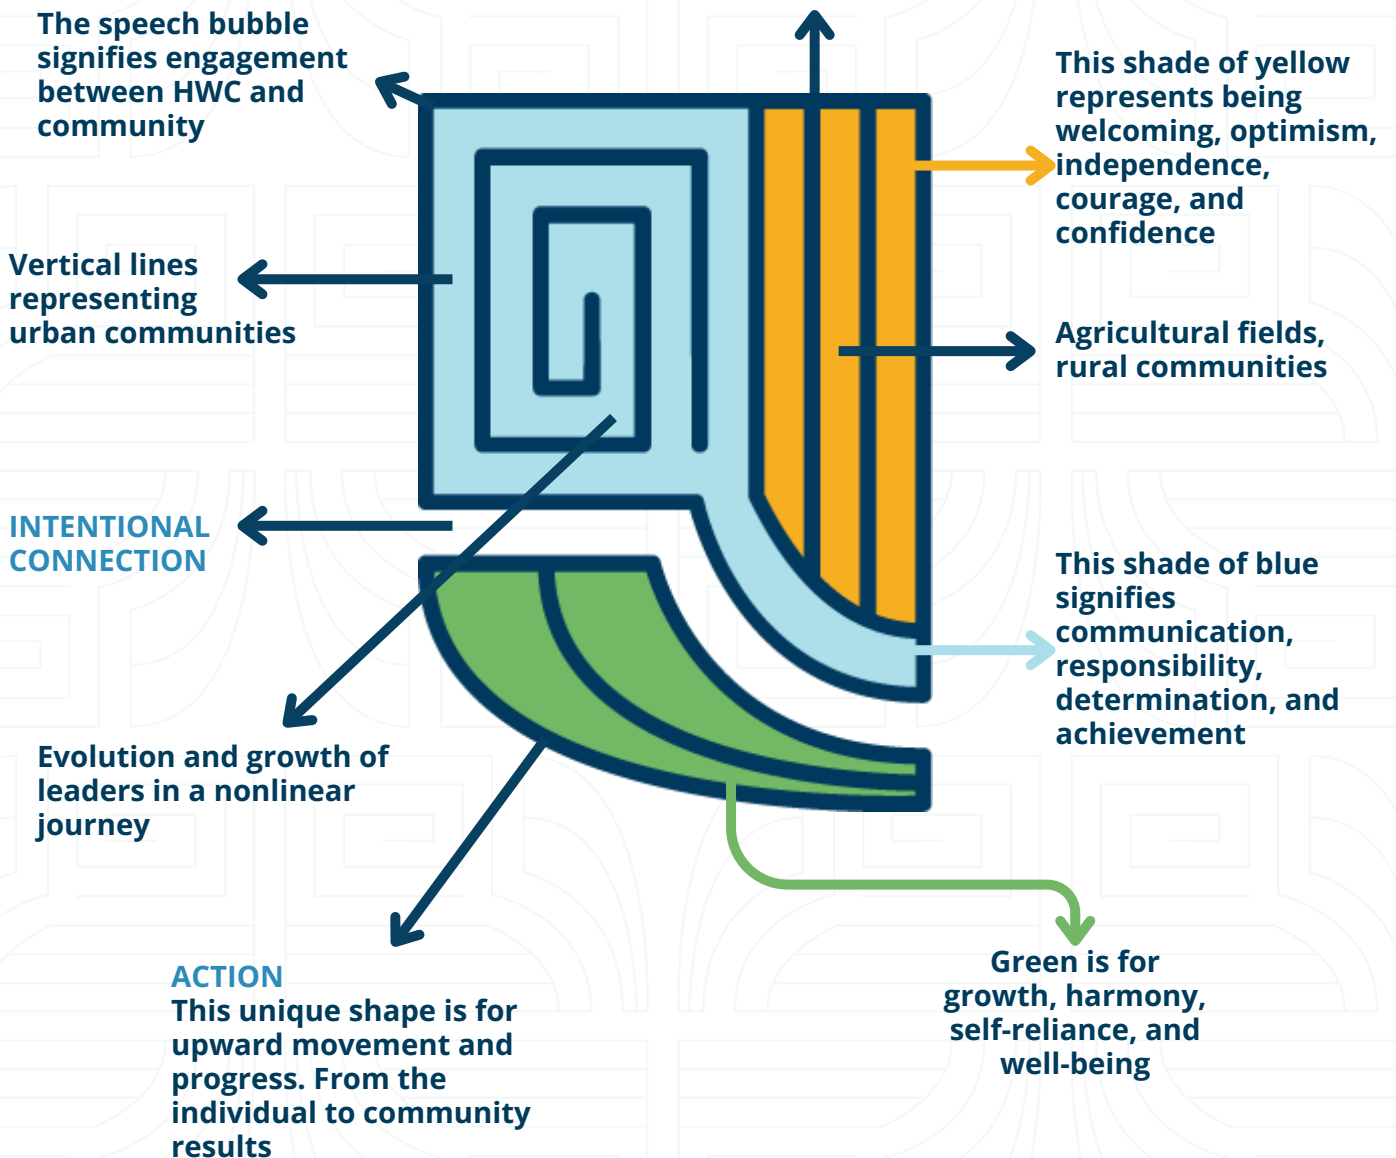 The speech bubble
signifies engagement
between HWC and
community
This shade of yellow
represents being
welcoming, optimism,
independence,
courage, and
confidence
Vertical lines
representing
urban communities
Agricultural fields,
rural communities
INTENTIONAL
CONNECTION
This shade of blue
signifies
communication,
responsibility,
determination, and
achievement
Evolution and growth of
leaders in a nonlinear
journey
ACTION
This unique shape is for
upward movement and
progress. From the
individual to community
results
Green is for
growth, harmony,
self-reliance, and
well-being